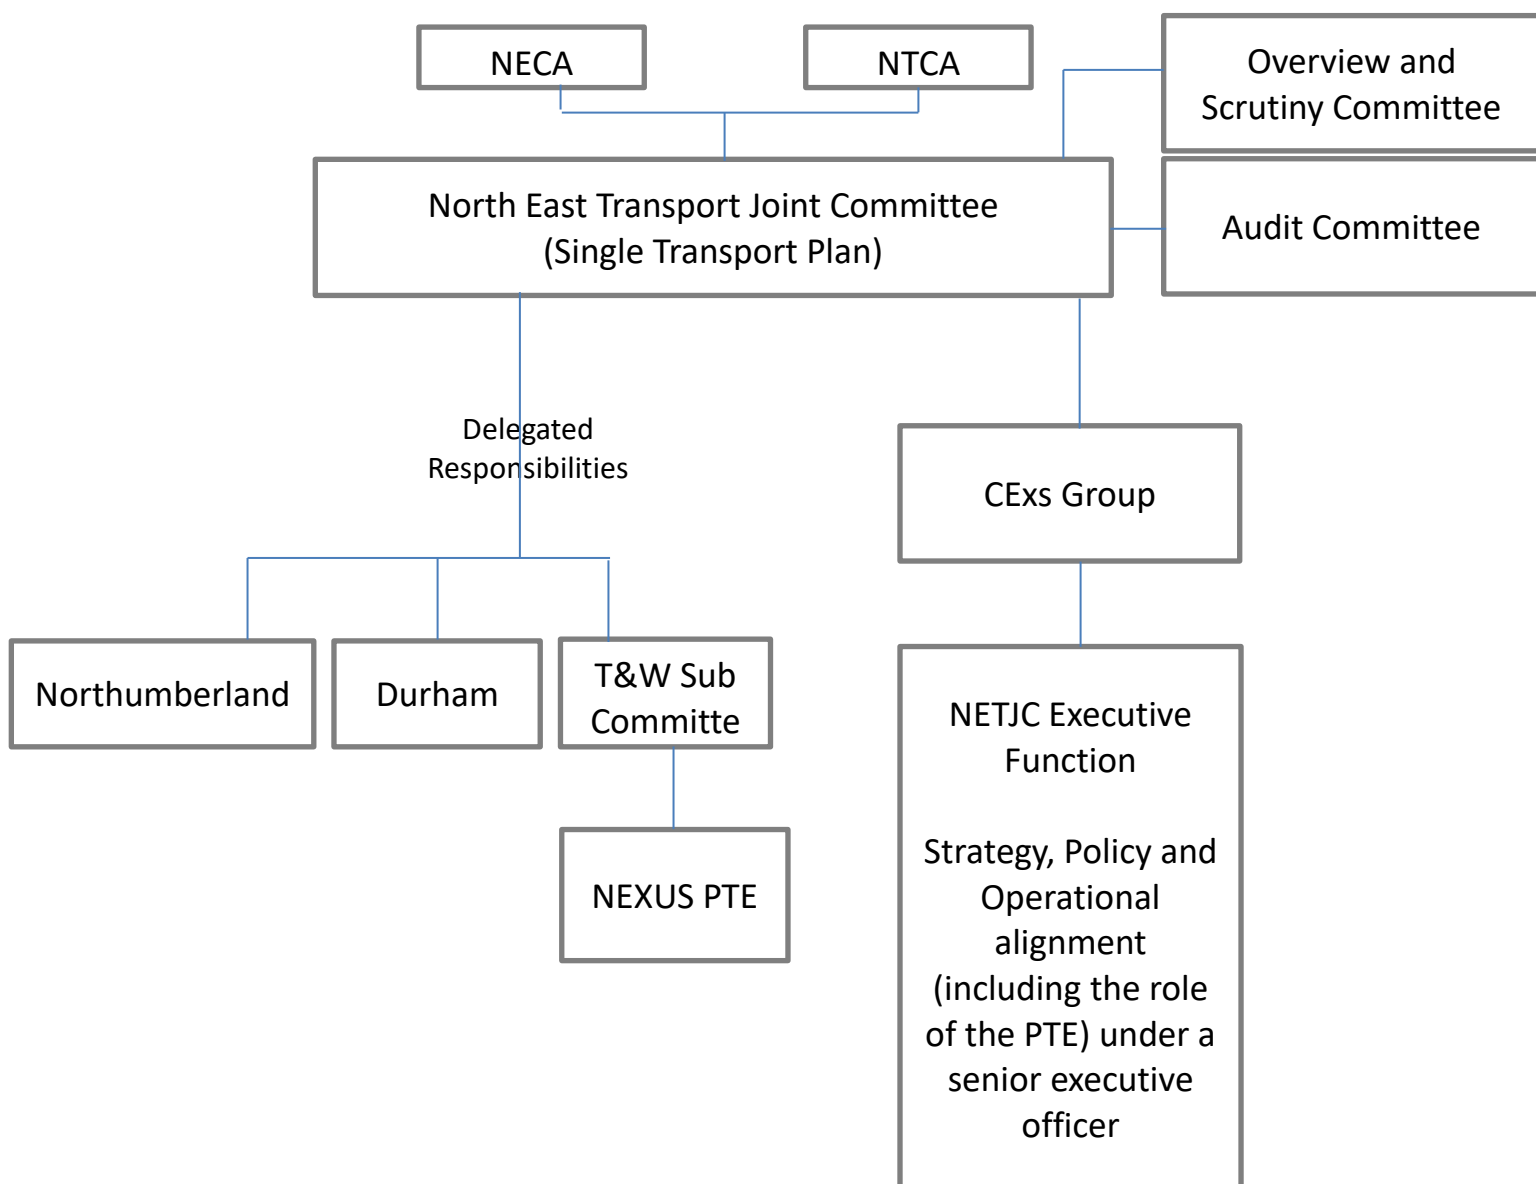 NECA
NTCA
Overview and
Scrutiny Committee
North East Transport Joint Committee
(Single Transport Plan)
Audit Committee
Delegated
Responsibilities
CExs Group
Northumberland
Durham
T&W Sub
Committe
NEXUS PTE
NETJC Executive
Function
Strategy, Policy and
Operational
alignment
(including the role
of the PTE) under a
senior executive
officer